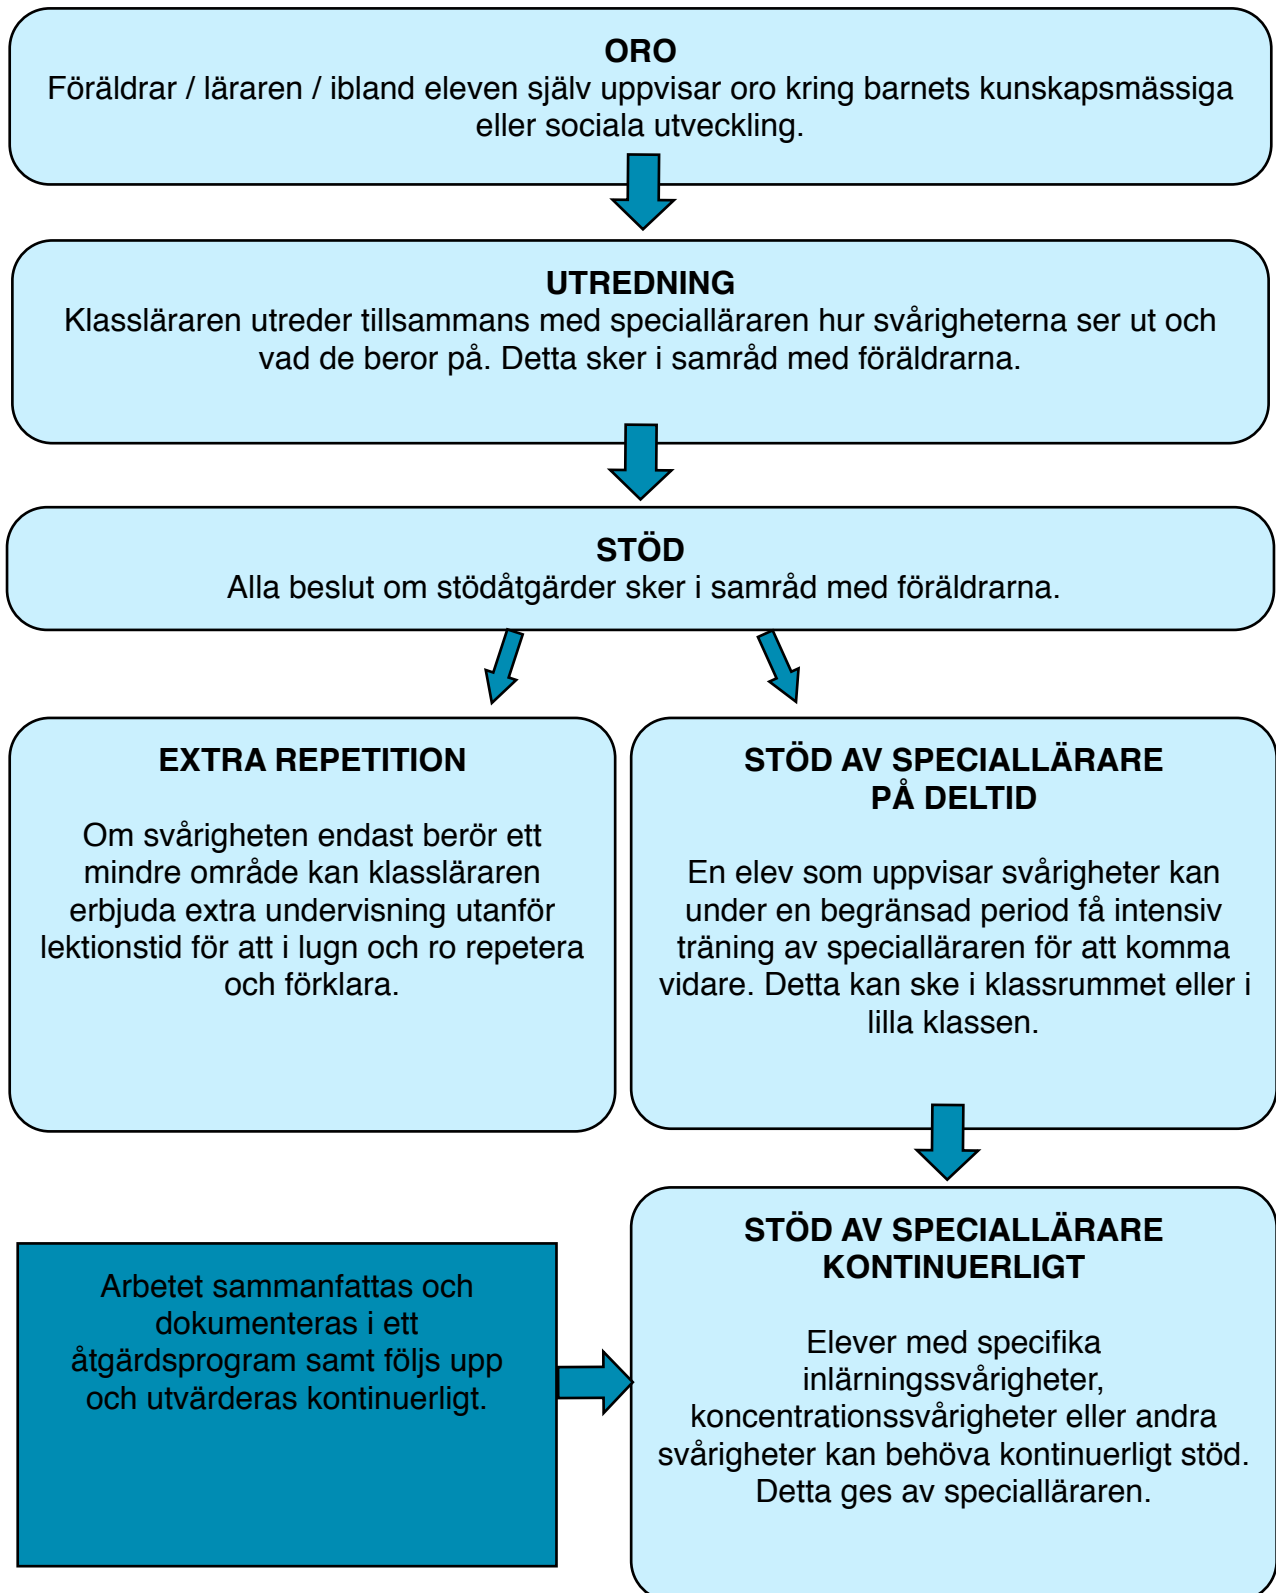 ORO
Föräldrar / läraren / ibland eleven själv uppvisar oro kring barnets kunskapsmässiga
eller sociala utveckling.
UTREDNING
Klassläraren utreder tillsammans med specialläraren hur svårigheterna ser ut och
vad de beror på. Detta sker i samråd med föräldrarna.
STÖD
Alla beslut om stödåtgärder sker i samråd med föräldrarna.
EXTRA REPETITION
Om svårigheten endast berör ett
mindre område kan klassläraren
erbjuda extra undervisning utanför
lektionstid för att i lugn och ro repetera
och förklara.
STÖD AV SPECIALLÄRARE
PÅ DELTID
En elev som uppvisar svårigheter kan
under en begränsad period få intensiv
träning av specialläraren för att komma
vidare. Detta kan ske i klassrummet eller i
lilla klassen.
Arbetet sammanfattas och
dokumenteras i ett
åtgärdsprogram samt följs upp
och utvärderas kontinuerligt.
STÖD AV SPECIALLÄRARE
KONTINUERLIGT
Elever med specifika
inlärningssvårigheter,
koncentrationssvårigheter eller andra
svårigheter kan behöva kontinuerligt stöd.
Detta ges av specialläraren.